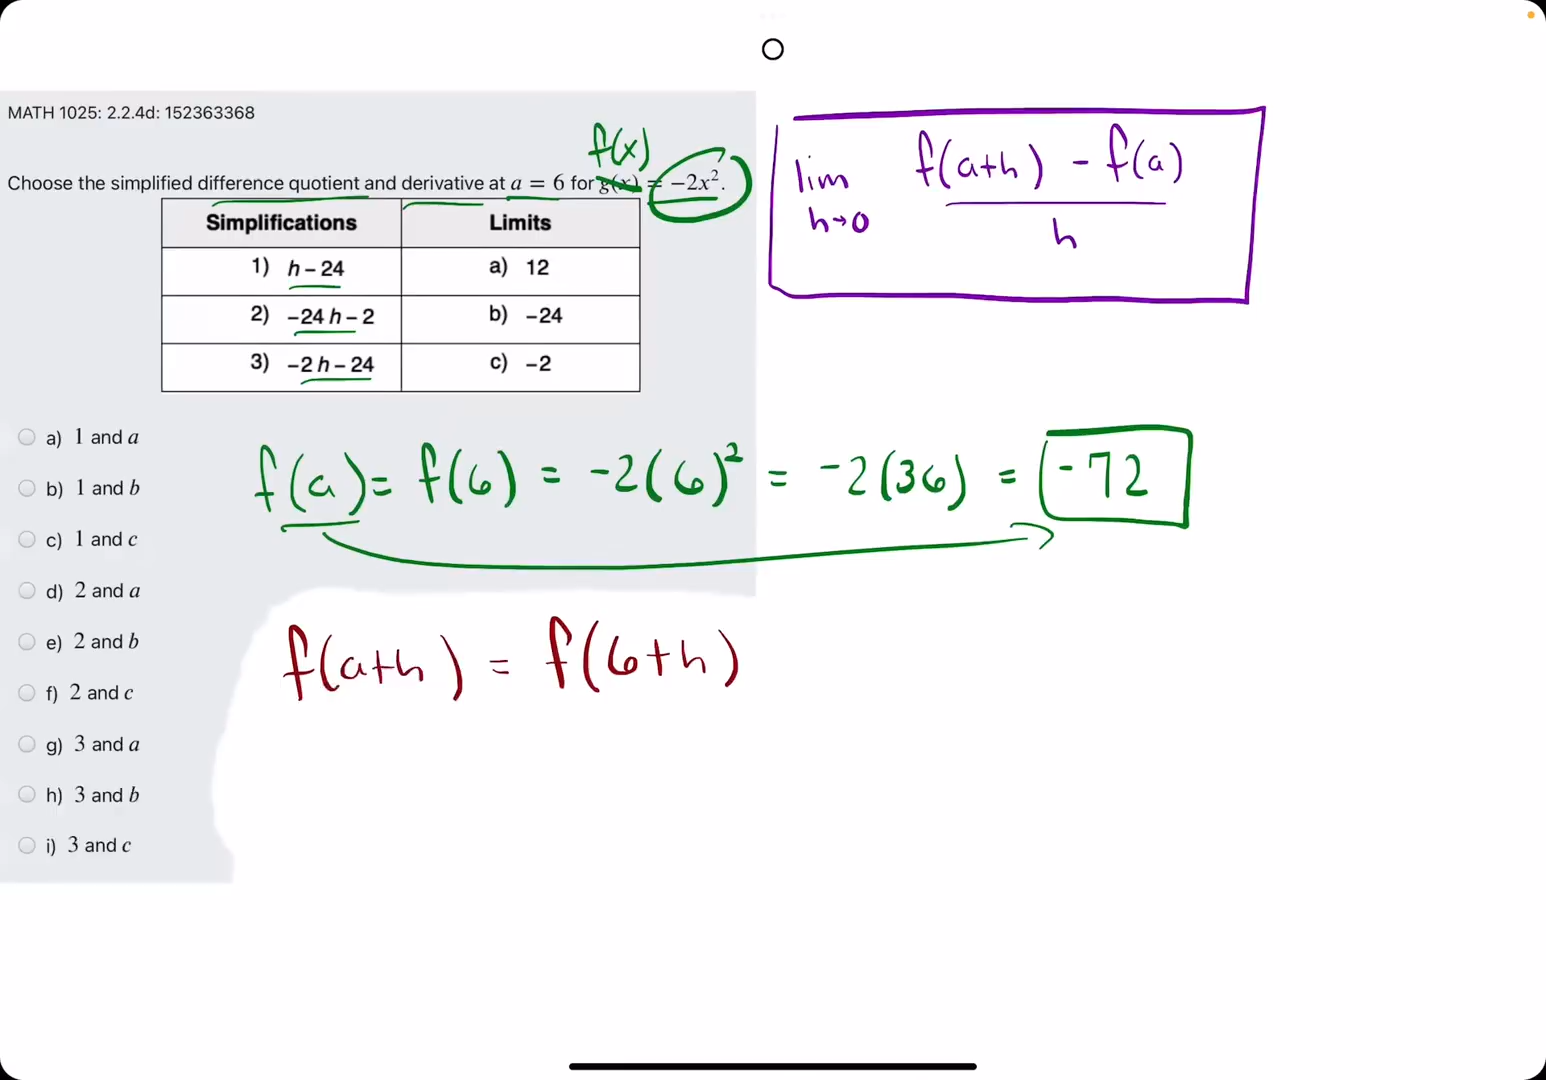 MATH 1025: 2.2.4d: 152363368
f(x)
Choose the simplified difference quotient and derivative at a = 6 for g(x) = −2x².
lim h→0 f(a+h) - f(a) / h
Simplifications Limits
1) h − 24 a) 12
2) −24 h − 2 b) −24
3) −2 h − 24 c) −2
a) 1 and a
b) 1 and b
c) 1 and c
d) 2 and a
e) 2 and b
f) 2 and c
g) 3 and a
h) 3 and b
i) 3 and c
f(a) = f(6) = -2(6)² = -2(36) = -72
f(a+h) = f(6+h)